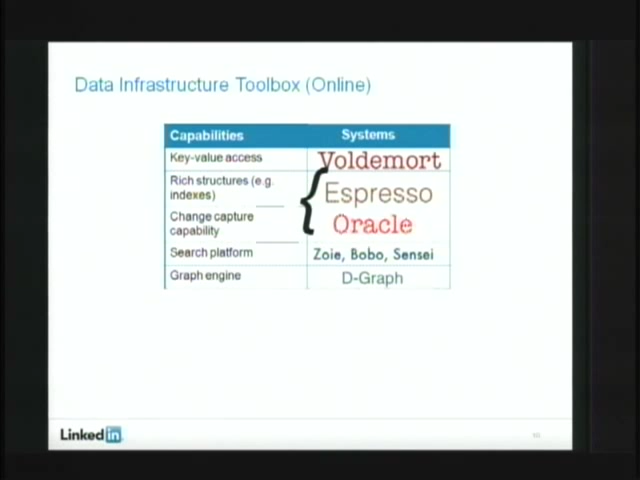 Data Infrastructure Toolbox (Online)
Capabilities Systems
Key-value access Voldemort
Rich structures (e.g.
indexes)
Espresso
Change capture
capability
Oracle
Search platform Zoie, Bobo, Sensei
Graph engine D-Graph
Linked in